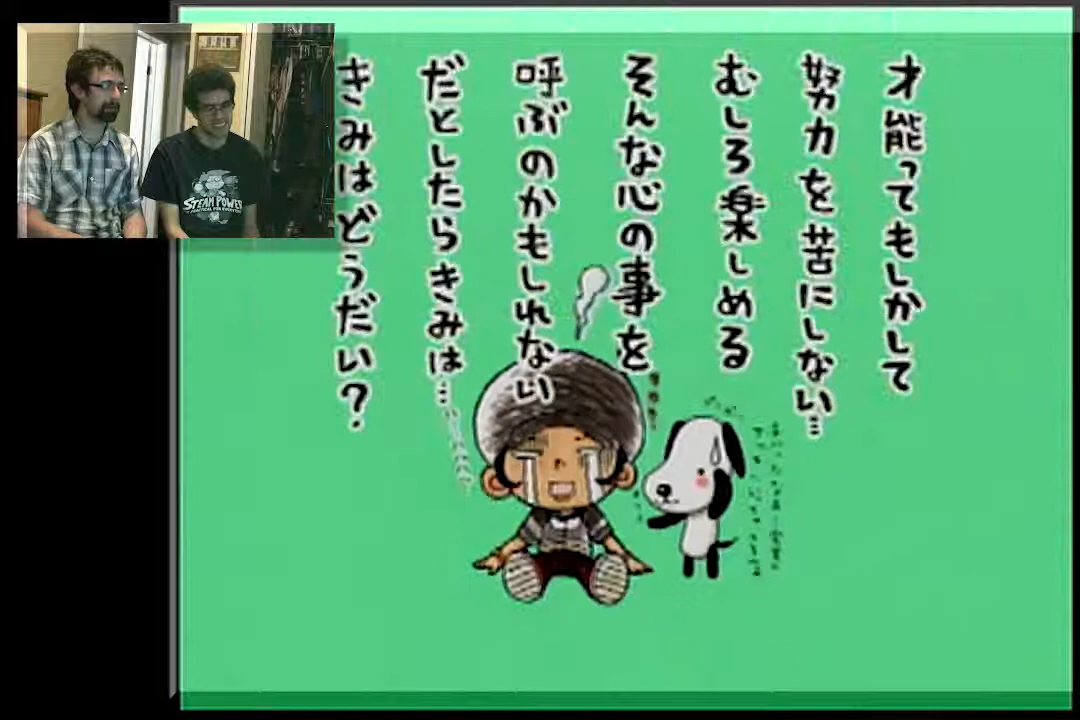 才能ってもしかして
努力を苦にしない…
むしろ楽しめる
そんな心の事を
呼ぶのかもしれない
だとしたらきみは…
きみはどうだい？
STEAM POWER